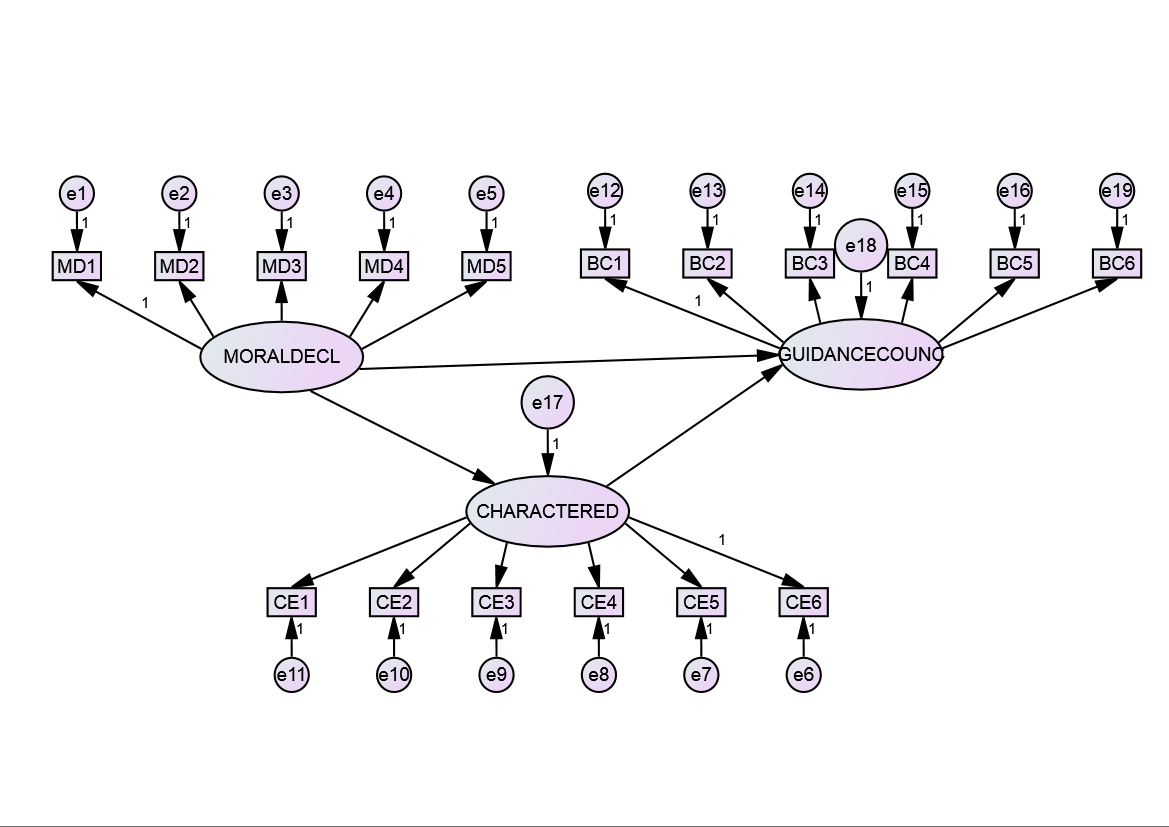 e1 e2 e3 e4 e5 e12 e13 e14 e15 e16 e19
1 1 1 1 1 1 1 1 1 1 1
e18
MD1 MD2 MD3 MD4 MD5 BC1 BC2 BC3 BC4 BC5 BC6
1 1 1
MORALDECL GUIDANCECOUNC
e17
1
CHARACTERED
1
CE1 CE2 CE3 CE4 CE5 CE6
1 1 1 1 1 1
e11 e10 e9 e8 e7 e6